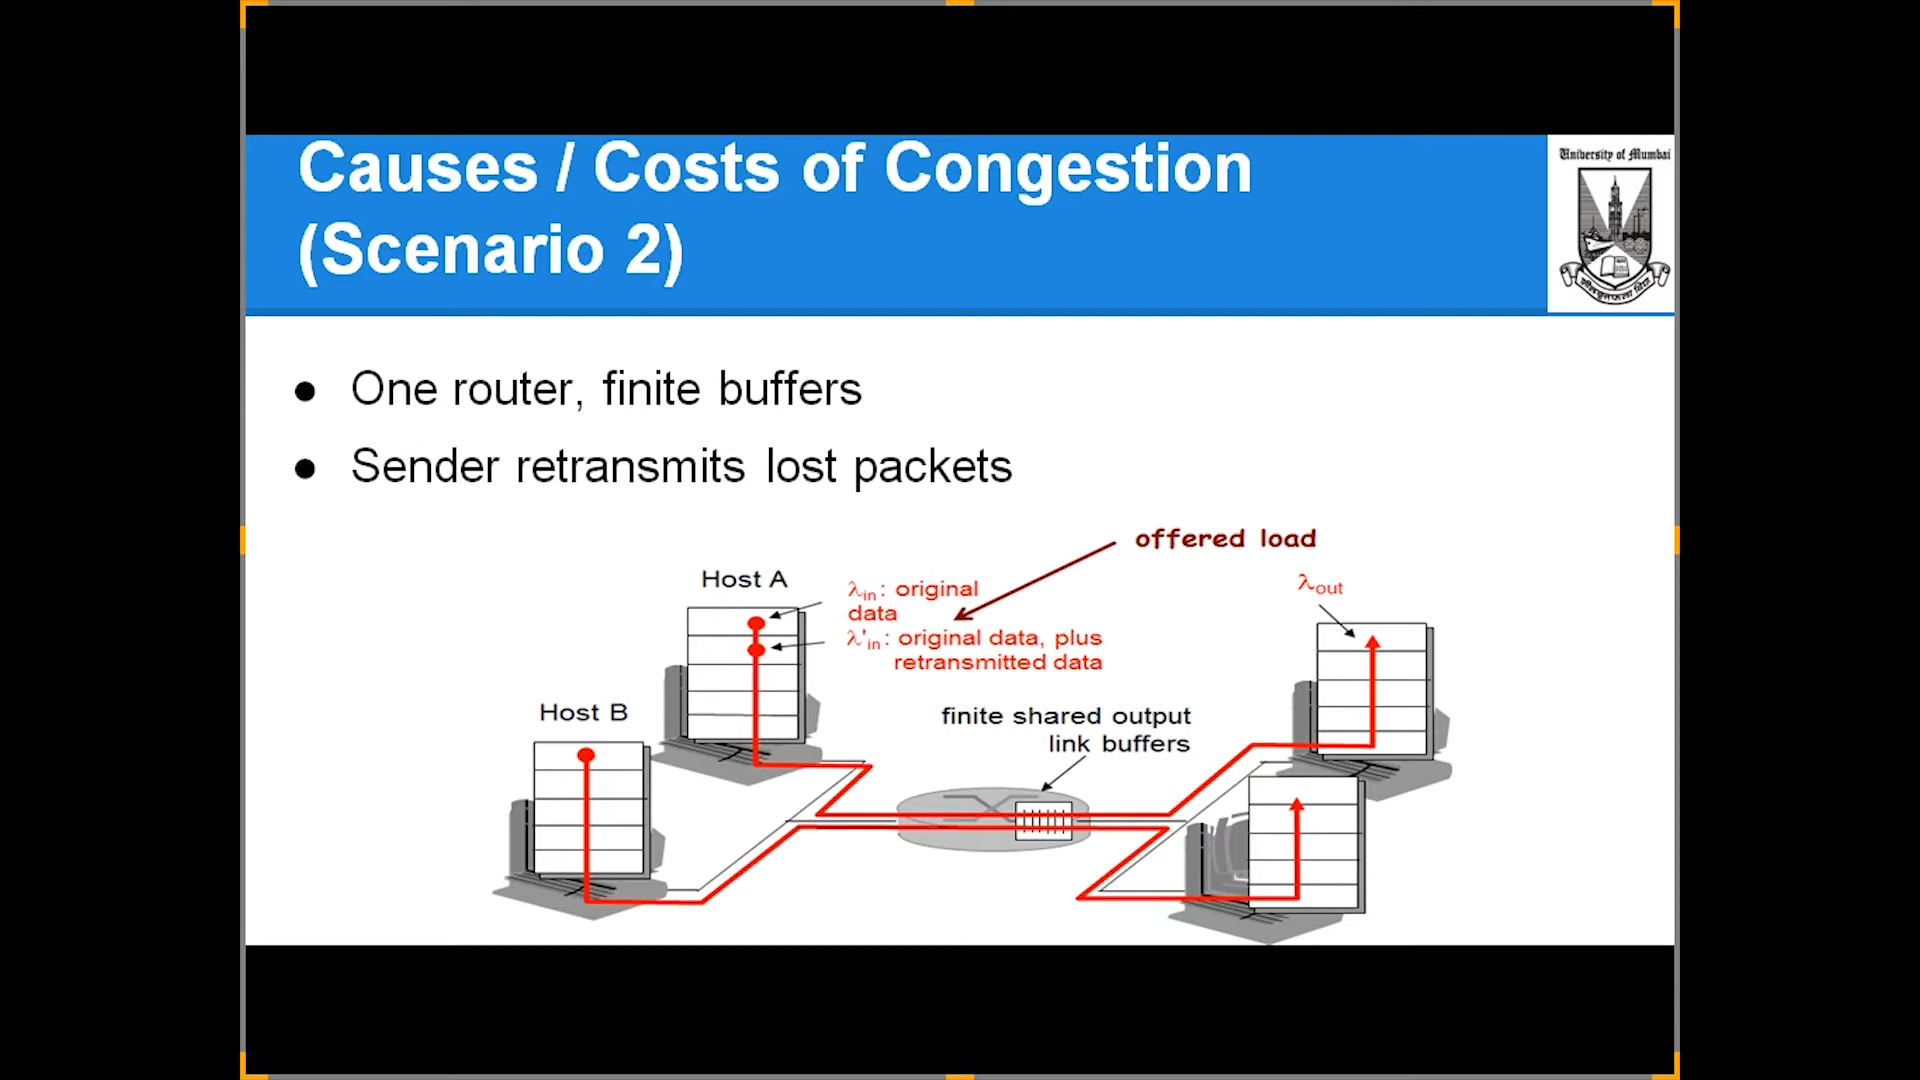 Causes / Costs of Congestion
(Scenario 2)
University of Mumbai
● One router, finite buffers
● Sender retransmits lost packets
offered load
Host A
λin : original
data
λ'in : original data, plus
retransmitted data
λout
Host B
finite shared output
link buffers